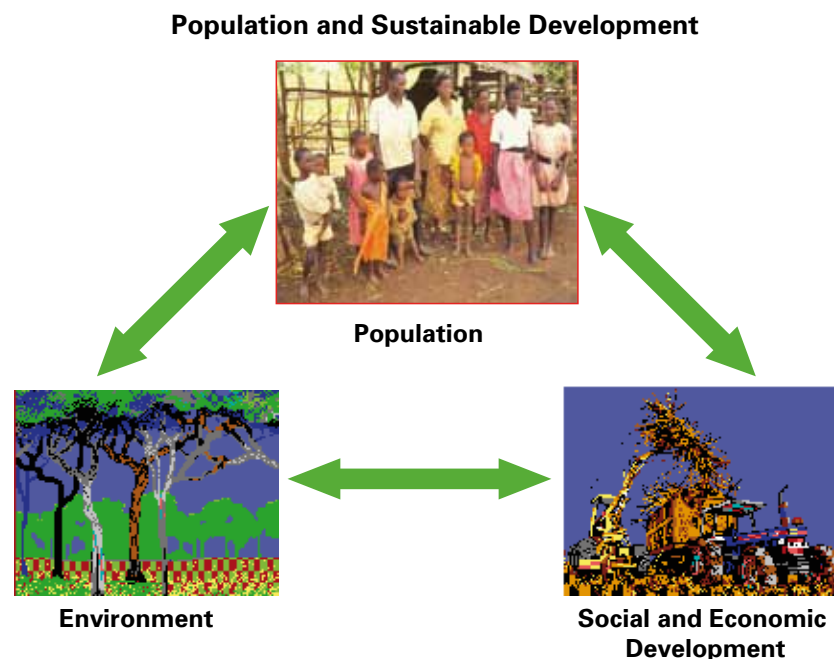 Population and Sustainable Development
Population
Environment
Social and Economic
Development